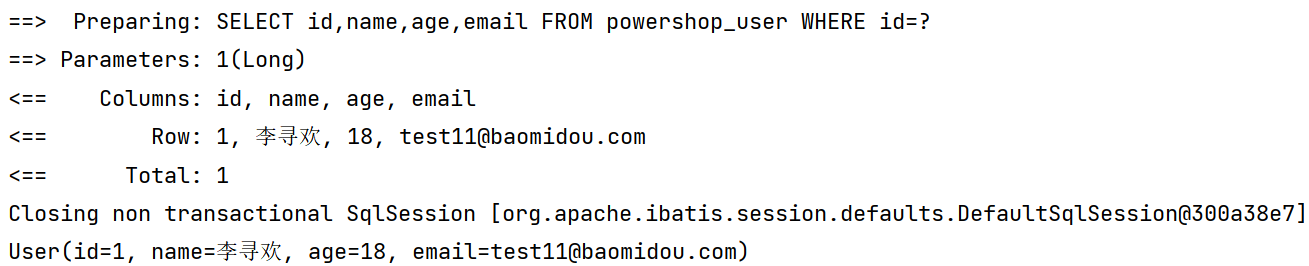 ==>  Preparing: SELECT id,name,age,email FROM powershop_user WHERE id=?
==> Parameters: 1(Long)
<==    Columns: id, name, age, email
<==        Row: 1, 李寻欢, 18, test11@baomidou.com
<==      Total: 1
Closing non transactional SqlSession [org.apache.ibatis.session.defaults.DefaultSqlSession@300a38e7]
User(id=1, name=李寻欢, age=18, email=test11@baomidou.com)